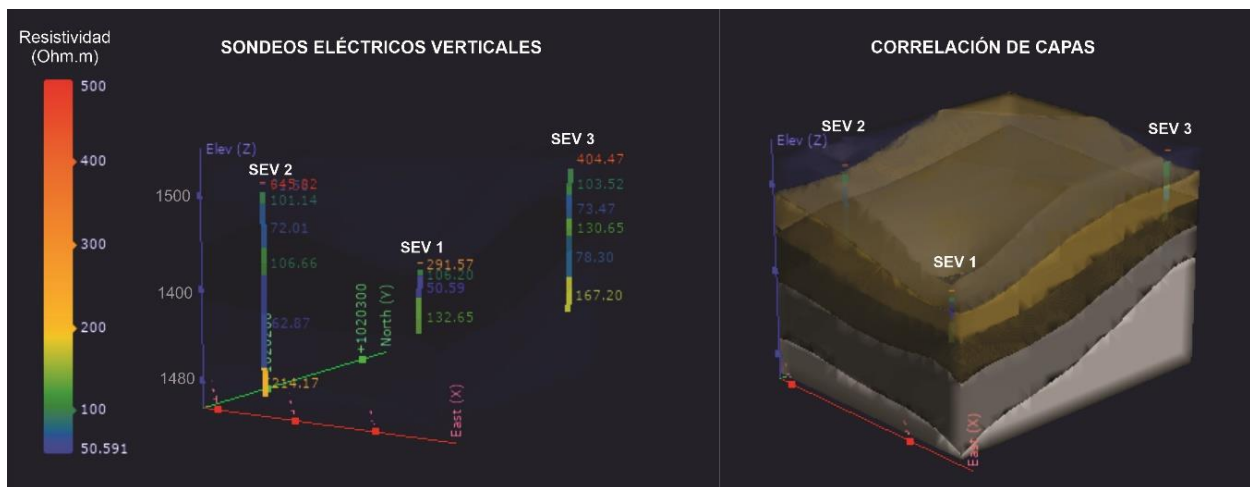 Resistividad
(Ohm.m)
500
400
300
200
100
50.591
SONDEOS ELÉCTRICOS VERTICALES
Elev (Z)
1500
1400
1480
SEV 2
101.14
72.01
106.66
62.87
214.17
SEV 1
291.57
106.20
50.59
132.65
SEV 3
404.47
103.52
73.47
130.65
78.30
167.20
+1020300
North (Y)
East (X)
CORRELACIÓN DE CAPAS
Elev (Z)
SEV 2
SEV 3
SEV 1
East (X)